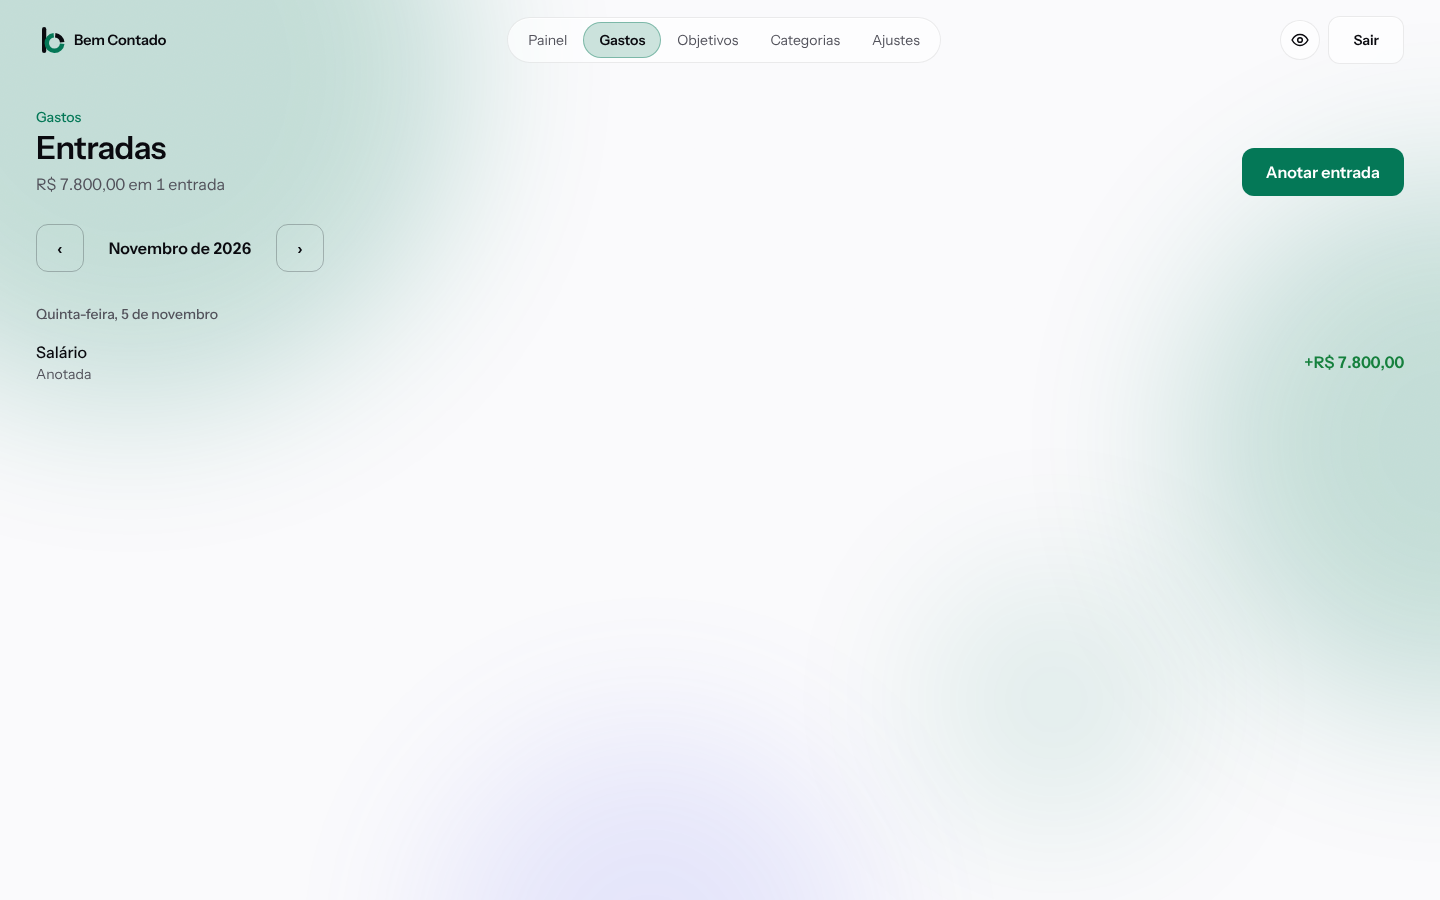 Bem Contado
Painel
Gastos
Objetivos
Categorias
Ajustes
Sair
Gastos
Entradas
R$ 7.800,00 em 1 entrada
Anotar entrada
‹
Novembro de 2026
›
Quinta-feira, 5 de novembro
Salário
Anotada
+R$ 7.800,00